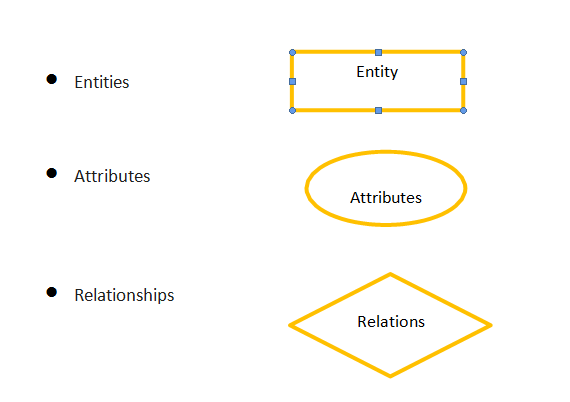 Entity
● Entities
● Attributes
Attributes
● Relationships
Relations